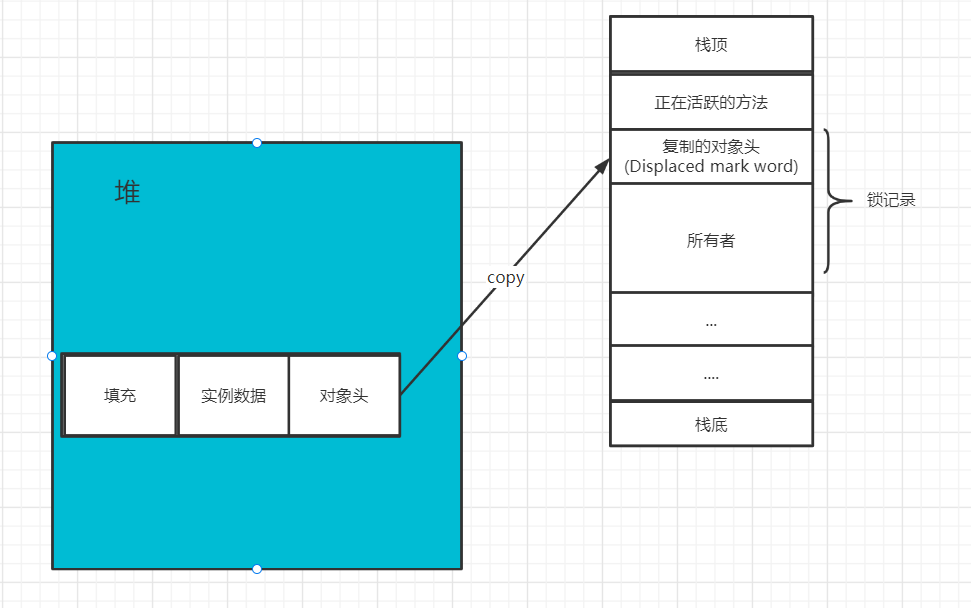 堆
填充
实例数据
对象头
copy
栈顶
正在活跃的方法
复制的对象头
(Displaced mark word)
所有者
...
....
栈底
锁记录